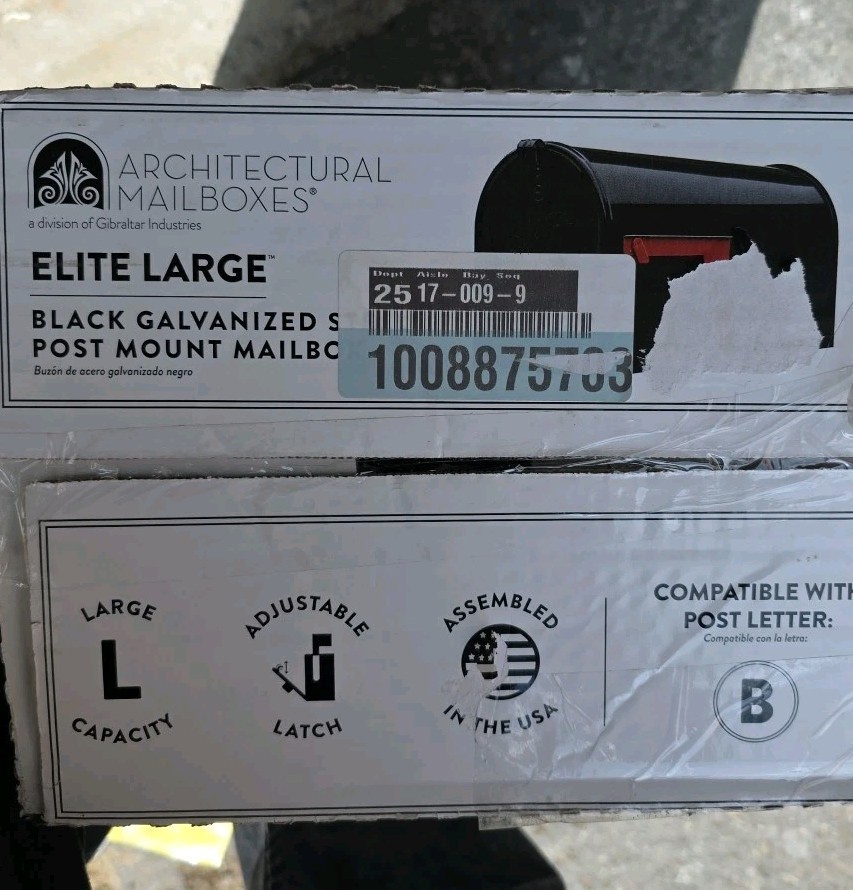 ARCHITECTURAL
MAILBOXES®
a division of Gibraltar Industries
ELITE LARGE™
BLACK GALVANIZED S
POST MOUNT MAILBO
Buzón de acero galvanizado negro
Dept Aisle Bay Seq
25 17-009-9
1008875703
LARGE
L
CAPACITY
ADJUSTABLE
LATCH
ASSEMBLED
IN THE USA
COMPATIBLE WITH
POST LETTER:
Compatible con la letra:
B